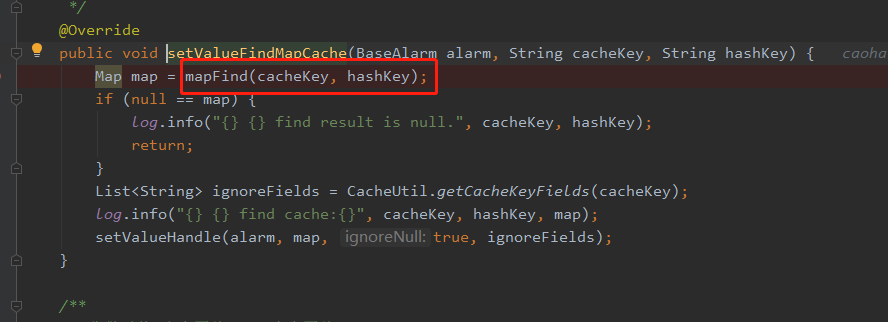 */
@Override
public void setValueFindMapCache(BaseAlarm alarm, String cacheKey, String hashKey) { caoha
Map map = mapFind(cacheKey, hashKey);
if (null == map) {
log.info("{} {} find result is null.", cacheKey, hashKey);
return;
}
List<String> ignoreFields = CacheUtil.getCacheKeyFields(cacheKey);
log.info("{} {} find cache:{}", cacheKey, hashKey, map);
setValueHandle(alarm, map, ignoreNull: true, ignoreFields);
}
/**